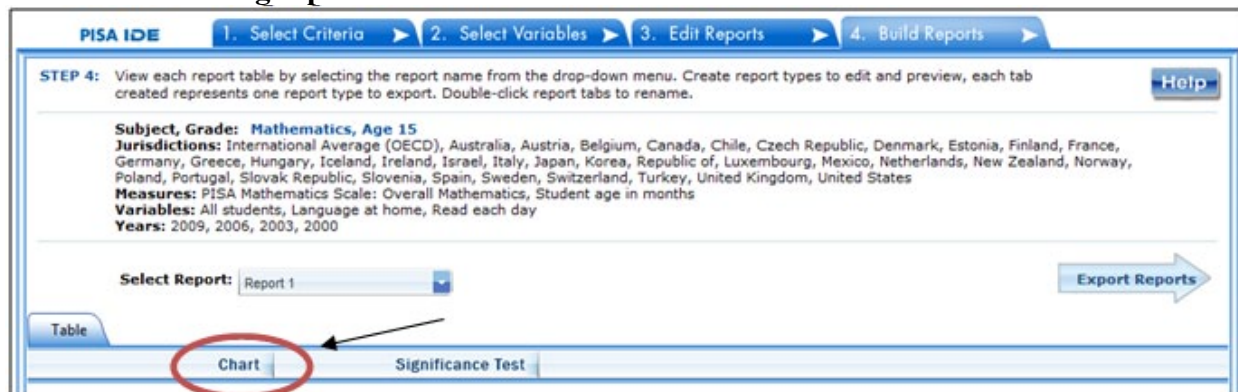 PISA IDE 1. Select Criteria 2. Select Variables 3. Edit Reports 4. Build Reports
STEP 4: View each report table by selecting the report name from the drop-down menu. Create report types to edit and preview, each tab
created represents one report type to export. Double-click report tabs to rename.
Help
Subject, Grade: Mathematics, Age 15
Jurisdictions: International Average (OECD), Australia, Austria, Belgium, Canada, Chile, Czech Republic, Denmark, Estonia, Finland, France,
Germany, Greece, Hungary, Iceland, Ireland, Israel, Italy, Japan, Korea, Republic of, Luxembourg, Mexico, Netherlands, New Zealand, Norway,
Poland, Portugal, Slovak Republic, Slovenia, Spain, Sweden, Switzerland, Turkey, United Kingdom, United States
Measures: PISA Mathematics Scale: Overall Mathematics, Student age in months
Variables: All students, Language at home, Read each day
Years: 2009, 2006, 2003, 2000
Select Report: Report 1
Export Reports
Table
Chart Significance Test